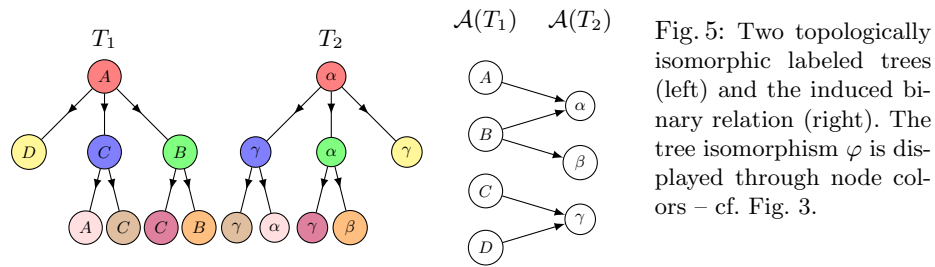 T1 T2
A α
D C B γ α γ
A C C B γ α γ β
𝒜(T1) 𝒜(T2)
A
α
B
β
C
γ
D
Fig. 5: Two topologically
isomorphic labeled trees
(left) and the induced bi-
nary relation (right). The
tree isomorphism φ is dis-
played through node col-
ors – cf. Fig. 3.